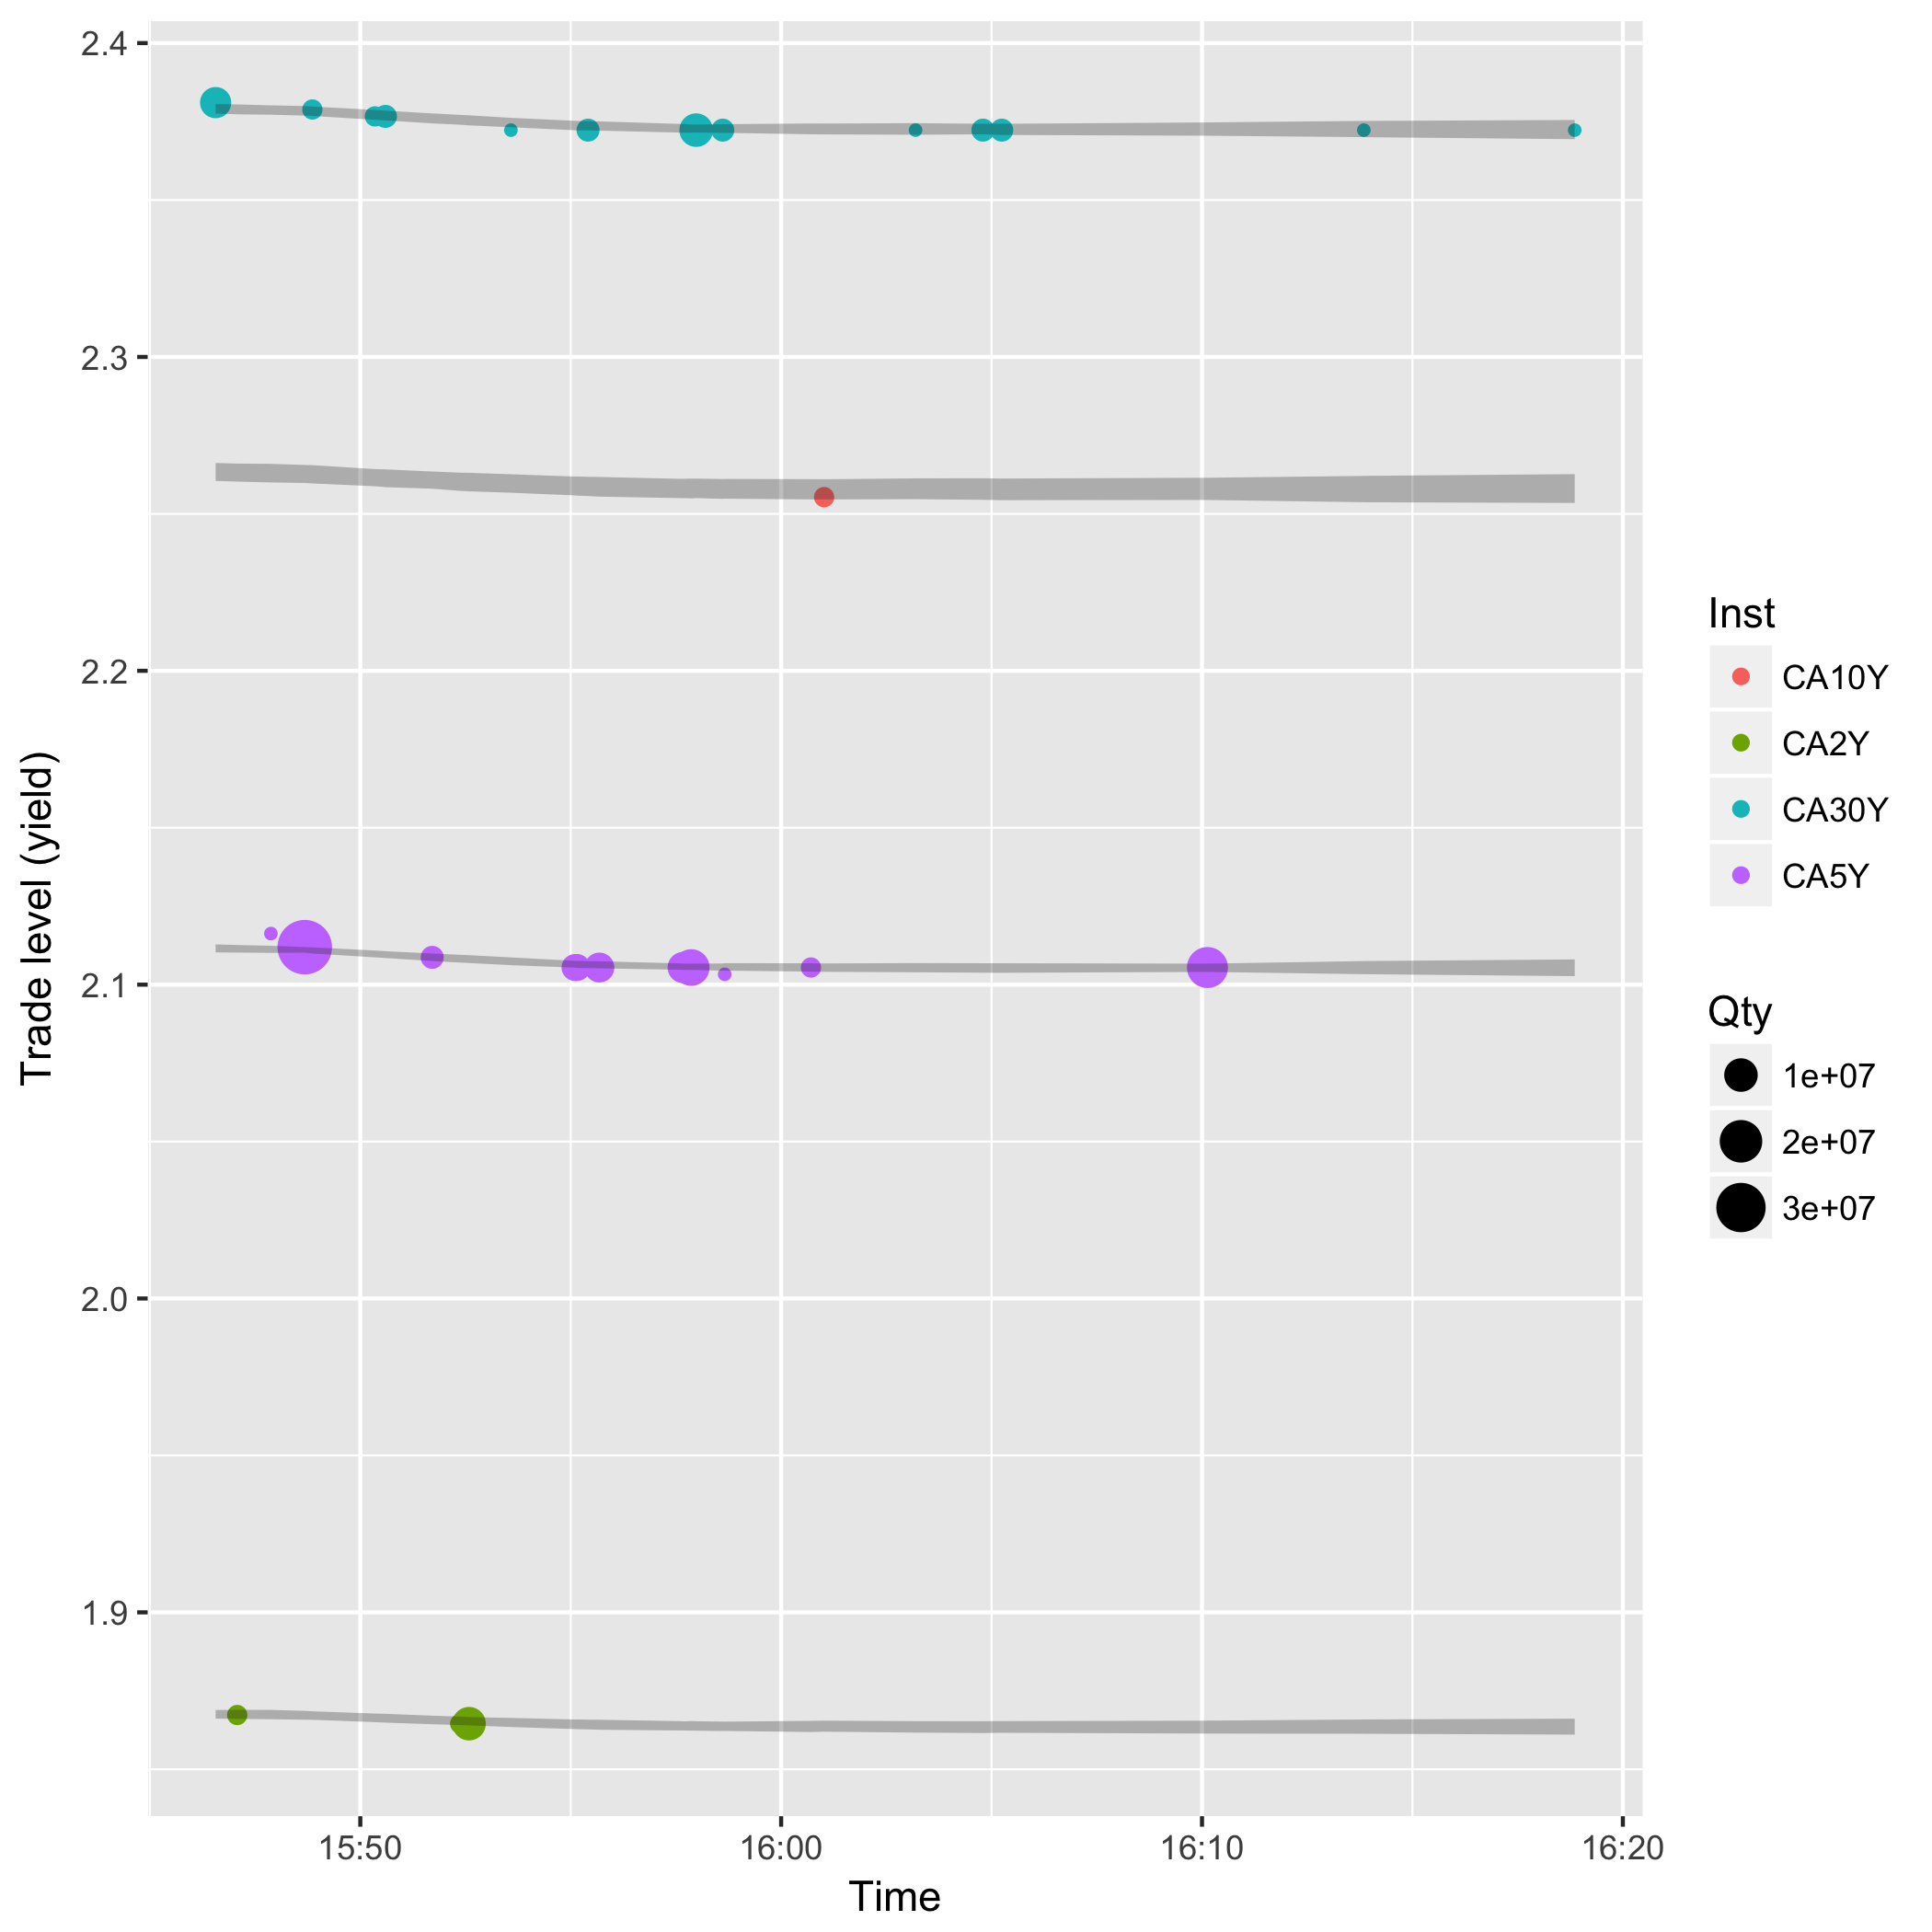 2.4
2.3
2.2
2.1
2.0
1.9
Trade level (yield)
15:50
16:00
16:10
16:20
Time
Inst
CA10Y
CA2Y
CA30Y
CA5Y
Qty
1e+07
2e+07
3e+07